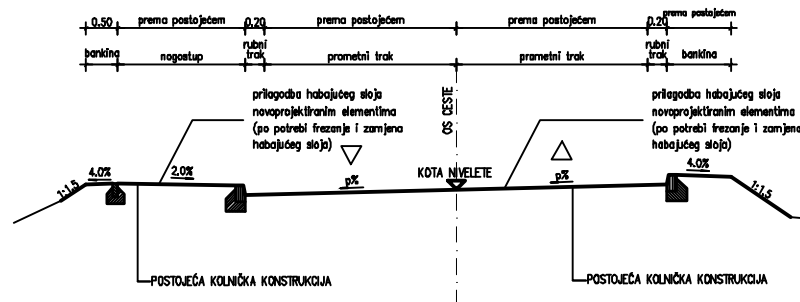 0.50 prema postojećem 0.20 prema postojećem prema postojećem 0.20 prema postojećem
bankina nogostup rubni trak prometni trak prometni trak rubni trak bankina
OS CESTE
prilagodba habajućeg sloja
novoprojektiranim elementima
(po potrebi frezanje i zamjena
habajućeg sloja)
prilagodba habajućeg sloja
novoprojektiranim elementima
(po potrebi frezanje i zamjena
habajućeg sloja)
1:1,5 4.0% 2.0% p% KOTA NIVELETE p% 4.0% 1:1,5
POSTOJEĆA KOLNIČKA KONSTRUKCIJA
POSTOJEĆA KOLNIČKA KONSTRUKCIJA